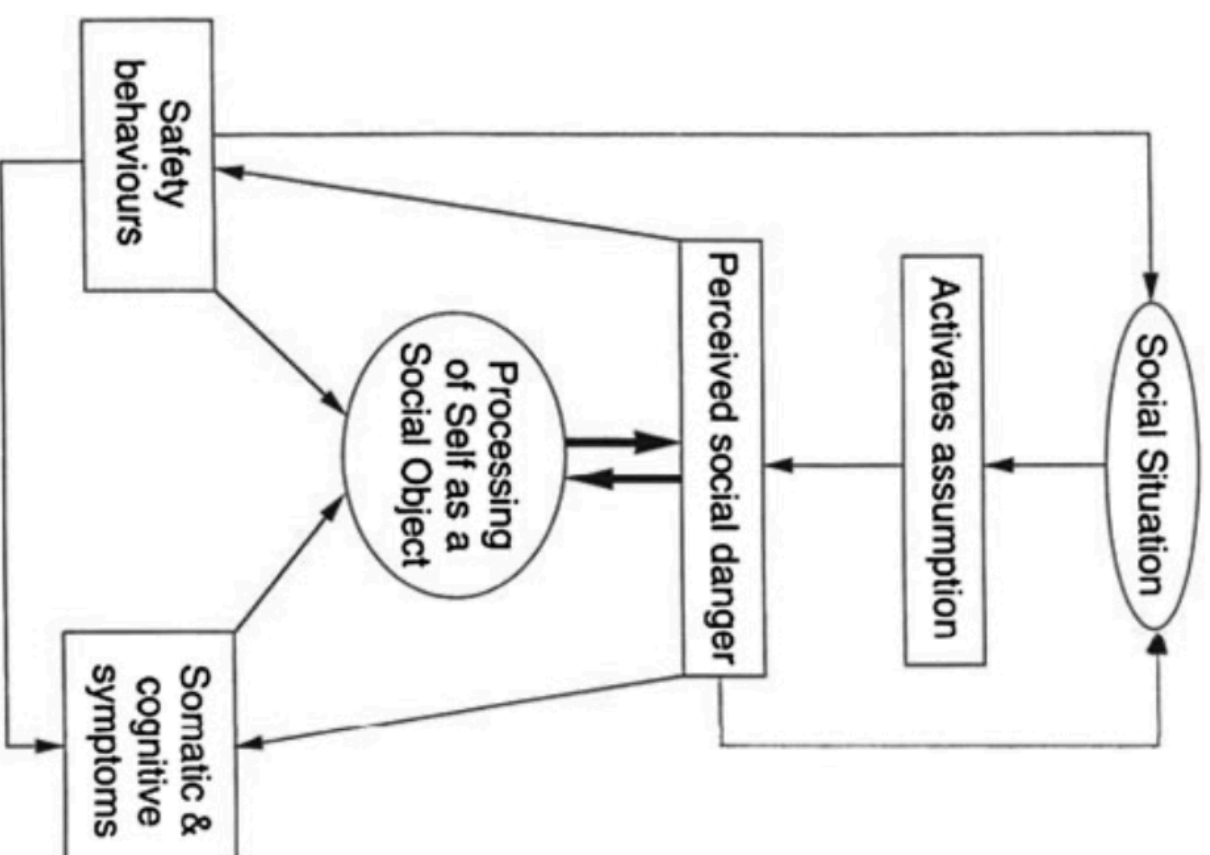 Social Situation
Activates assumption
Perceived social danger
Processing
of Self as a
Social Object
Safety
behaviours
Somatic &
cognitive
symptoms